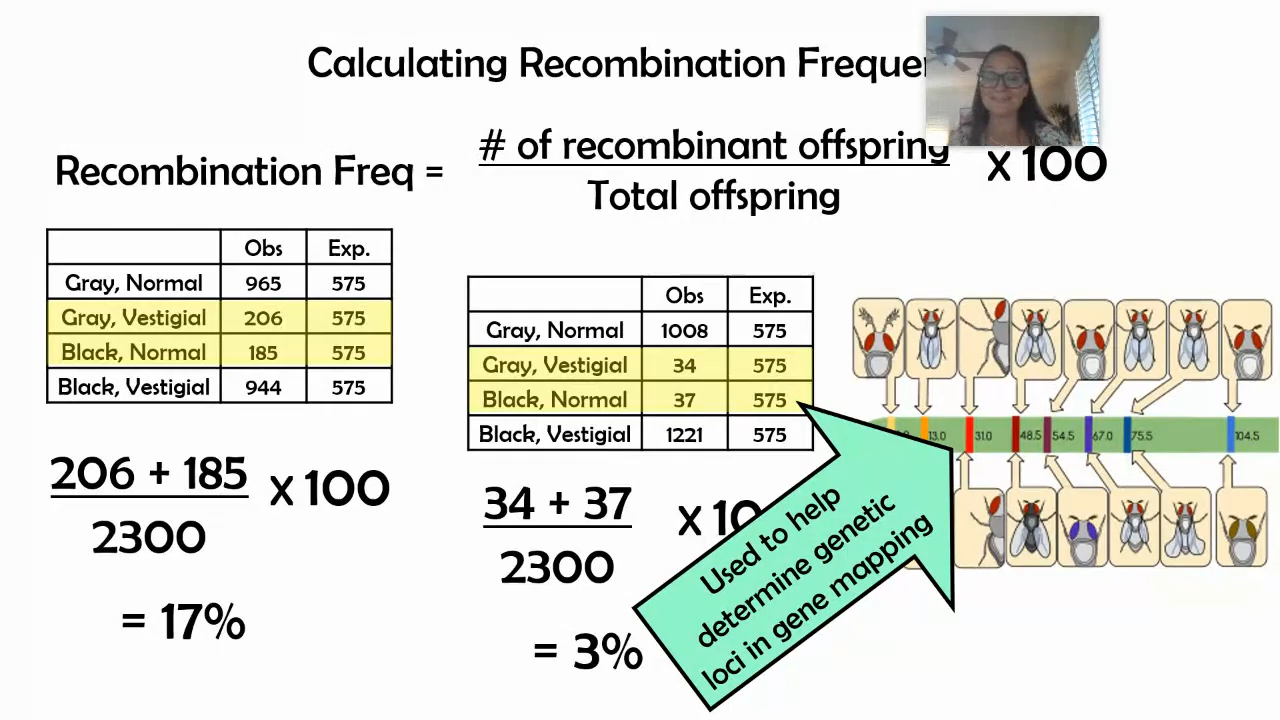 Calculating Recombination
Recombination Freq =
# of recombinant offspring
Total offspring
x 100
Obs Exp.
Gray, Normal 965 575
Gray, Vestigial 206 575
Black, Normal 185 575
Black, Vestigial 944 575
206 + 185
2300
x 100
= 17%
Obs Exp.
Gray, Normal 1008 575
Gray, Vestigial 34 575
Black, Normal 37 575
Black, Vestigial 1221 575
34 + 37
2300
x
= 3%
Used to help
determine genetic
loci in gene mapping
13.0 31.0 48.5 54.5 67.0 75.5 104.5